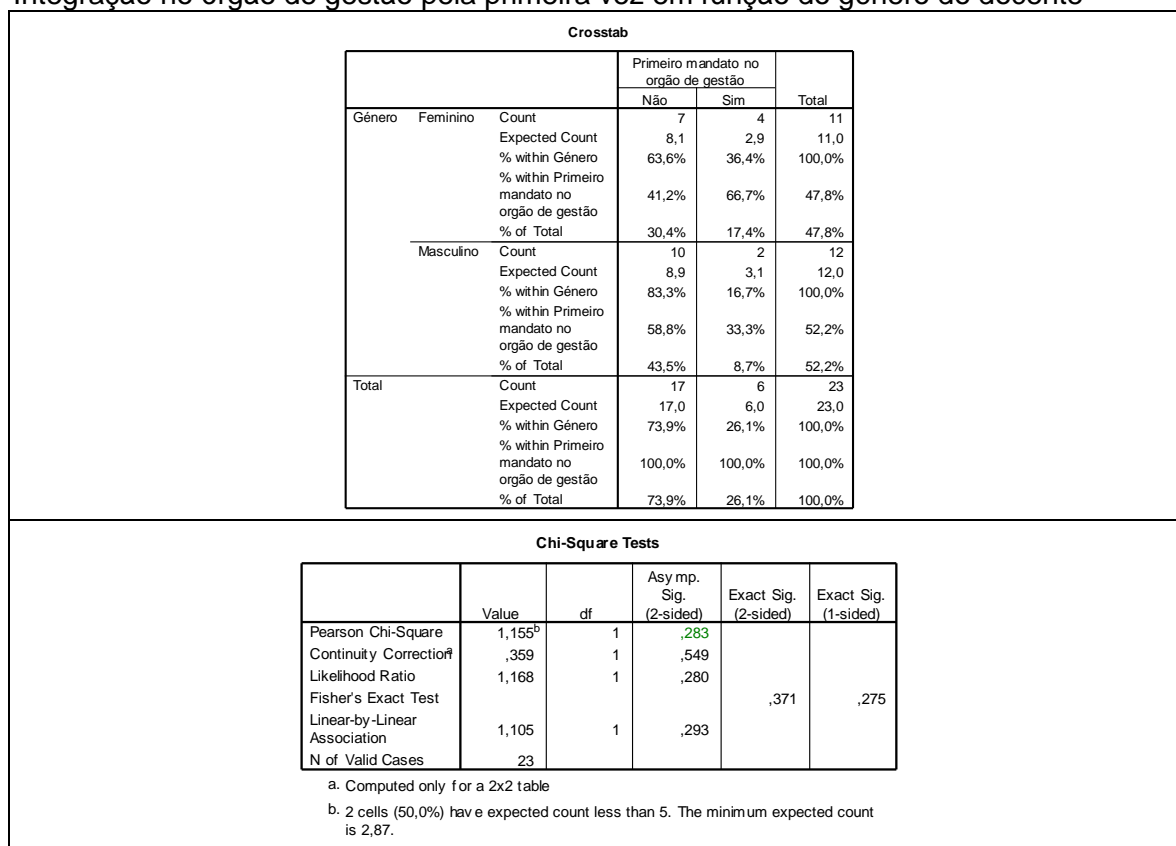 Integração no órgão de gestão pela primeira vez em função do género do docente
Crosstab
Primeiro mandato no
orgão de gestão
Não Sim Total
Género Feminino Count 7 4 11
Expected Count 8,1 2,9 11,0
% within Género 63,6% 36,4% 100,0%
% within Primeiro
mandato no
orgão de gestão
41,2% 66,7% 47,8%
% of Total 30,4% 17,4% 47,8%
Masculino Count 10 2 12
Expected Count 8,9 3,1 12,0
% within Género 83,3% 16,7% 100,0%
% within Primeiro
mandato no
orgão de gestão
58,8% 33,3% 52,2%
% of Total 43,5% 8,7% 52,2%
Total Count 17 6 23
Expected Count 17,0 6,0 23,0
% within Género 73,9% 26,1% 100,0%
% within Primeiro
mandato no
orgão de gestão
100,0% 100,0% 100,0%
% of Total 73,9% 26,1% 100,0%
Chi-Square Tests
Value df Asymp. Sig. (2-sided) Exact Sig. (2-sided) Exact Sig. (1-sided)
Pearson Chi-Square 1,155b 1 ,283
Continuity Correctiona ,359 1 ,549
Likelihood Ratio 1,168 1 ,280
Fisher's Exact Test ,371 ,275
Linear-by-Linear
Association
1,105 1 ,293
N of Valid Cases 23
a. Computed only for a 2x2 table
b. 2 cells (50,0%) have expected count less than 5. The minimum expected count
is 2,87.